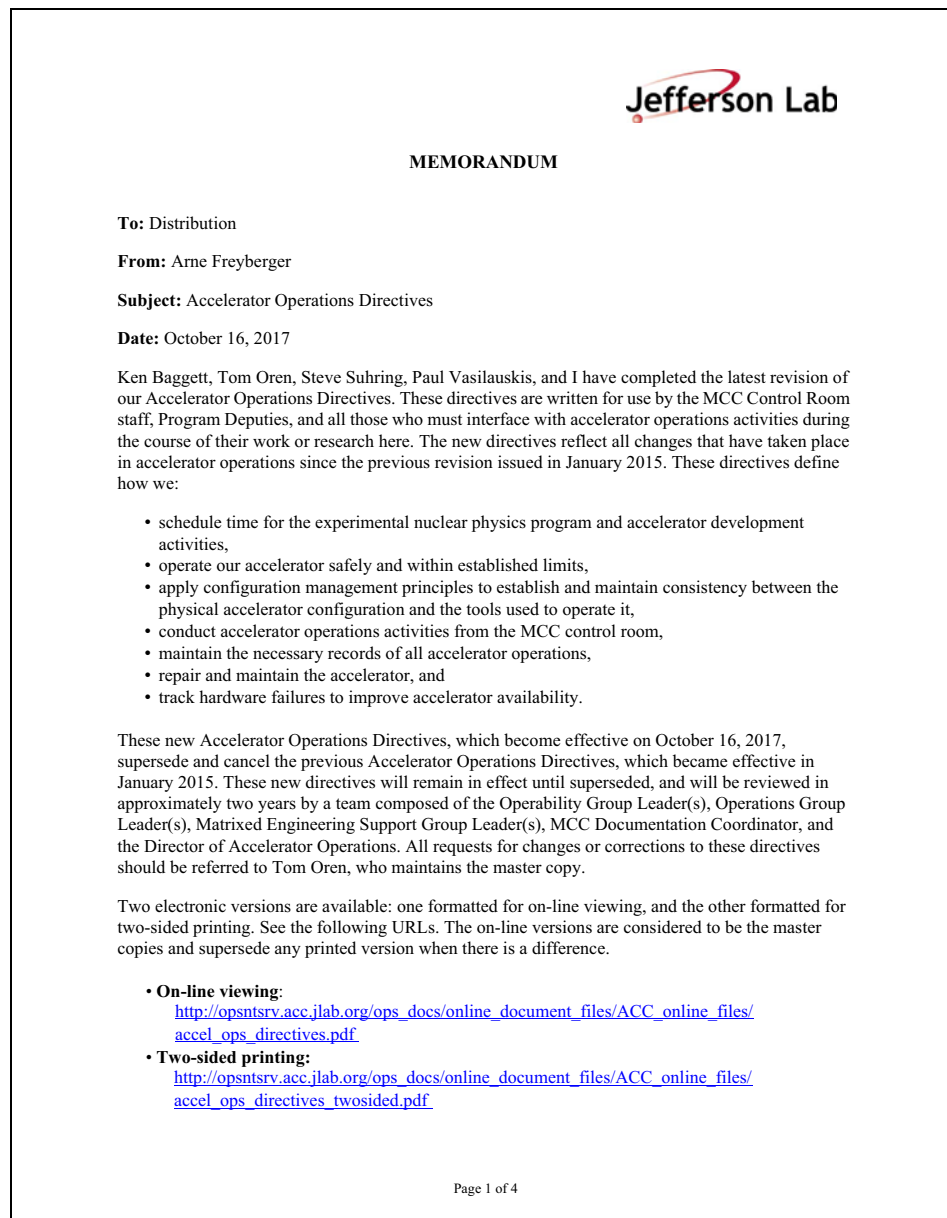 Jefferson Lab
MEMORANDUM
To: Distribution
From: Arne Freyberger
Subject: Accelerator Operations Directives
Date: October 16, 2017
Ken Baggett, Tom Oren, Steve Suhring, Paul Vasilauskis, and I have completed the latest revision of
our Accelerator Operations Directives. These directives are written for use by the MCC Control Room
staff, Program Deputies, and all those who must interface with accelerator operations activities during
the course of their work or research here. The new directives reflect all changes that have taken place
in accelerator operations since the previous revision issued in January 2015. These directives define
how we:
• schedule time for the experimental nuclear physics program and accelerator development
activities,
• operate our accelerator safely and within established limits,
• apply configuration management principles to establish and maintain consistency between the
physical accelerator configuration and the tools used to operate it,
• conduct accelerator operations activities from the MCC control room,
• maintain the necessary records of all accelerator operations,
• repair and maintain the accelerator, and
• track hardware failures to improve accelerator availability.
These new Accelerator Operations Directives, which become effective on October 16, 2017,
supersede and cancel the previous Accelerator Operations Directives, which became effective in
January 2015. These new directives will remain in effect until superseded, and will be reviewed in
approximately two years by a team composed of the Operability Group Leader(s), Operations Group
Leader(s), Matrixed Engineering Support Group Leader(s), MCC Documentation Coordinator, and
the Director of Accelerator Operations. All requests for changes or corrections to these directives
should be referred to Tom Oren, who maintains the master copy.
Two electronic versions are available: one formatted for on-line viewing, and the other formatted for
two-sided printing. See the following URLs. The on-line versions are considered to be the master
copies and supersede any printed version when there is a difference.
• On-line viewing:
http://opsntsrv.acc.jlab.org/ops_docs/online_document_files/ACC_online_files/
accel_ops_directives.pdf
• Two-sided printing:
http://opsntsrv.acc.jlab.org/ops_docs/online_document_files/ACC_online_files/
accel_ops_directives_twosided.pdf
Page 1 of 4